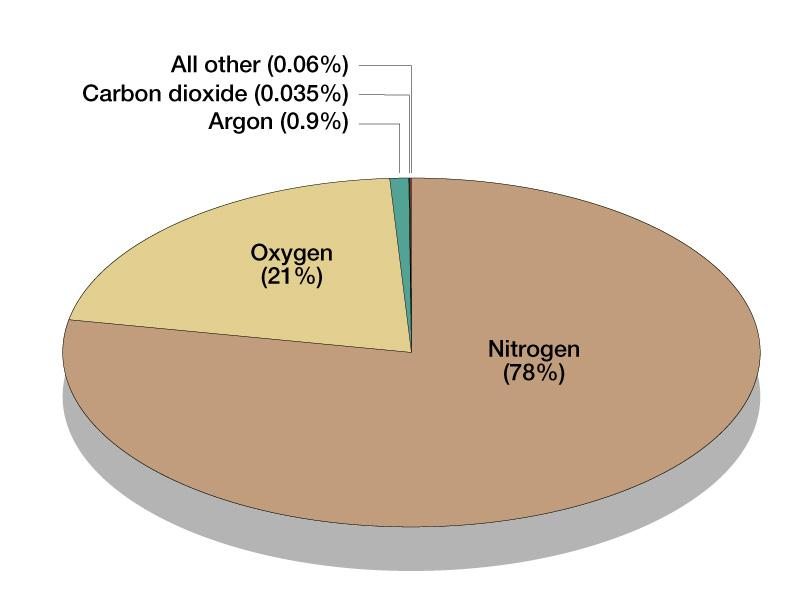 All other (0.06%)
Carbon dioxide (0.035%)
Argon (0.9%)
Oxygen
(21%)
Nitrogen
(78%)